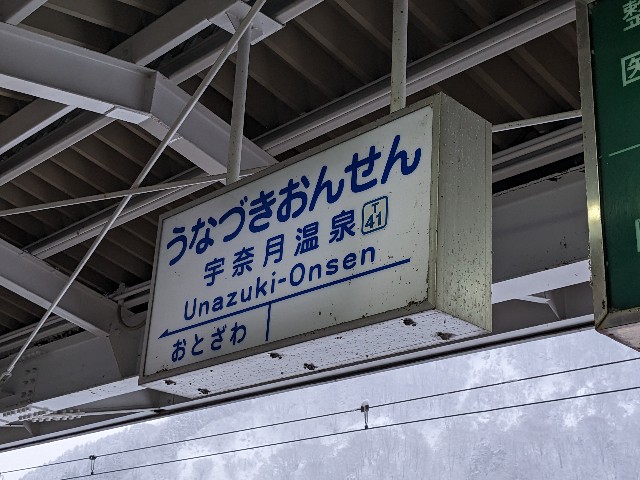 うなづきおんせん
宇奈月温泉
T
41
Unazuki-Onsen
おとざわ